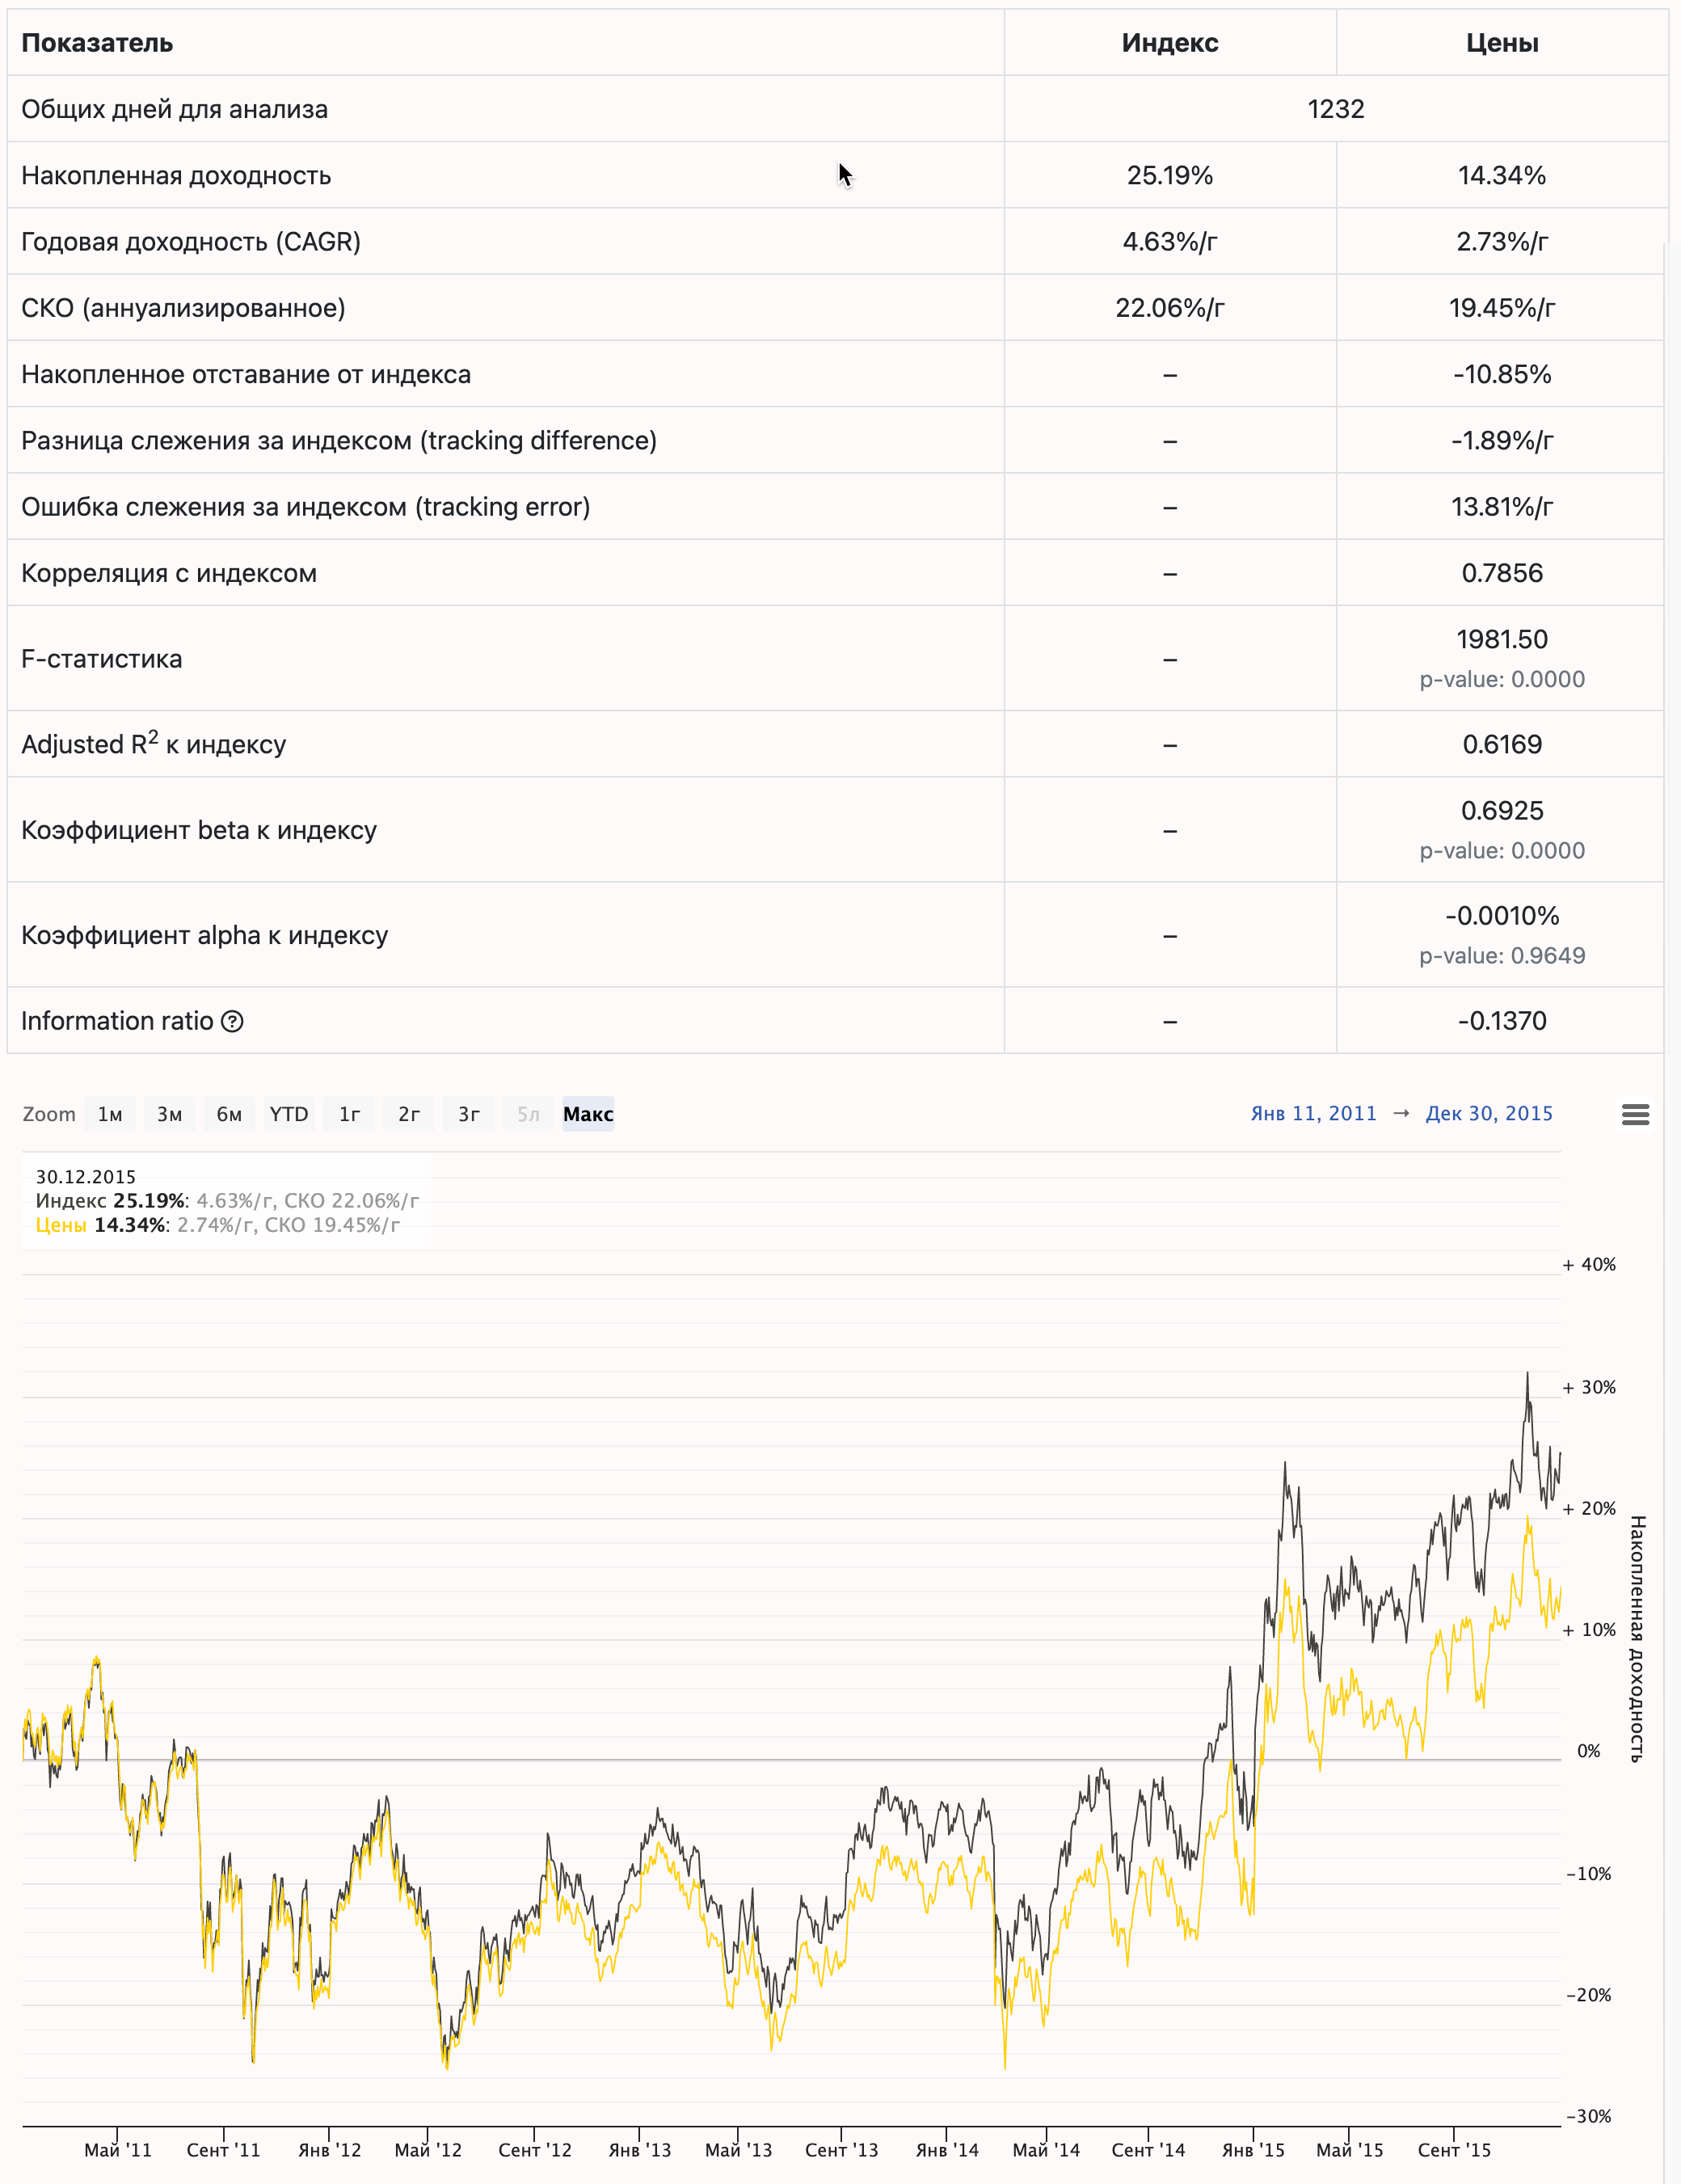 Показатель Индекс Цены
Общих дней для анализа 1232
Накопленная доходность 25.19% 14.34%
Годовая доходность (CAGR) 4.63%/г 2.73%/г
СКО (аннуализированное) 22.06%/г 19.45%/г
Накопленное отставание от индекса – -10.85%
Разница слежения за индексом (tracking difference) – -1.89%/г
Ошибка слежения за индексом (tracking error) – 13.81%/г
Корреляция с индексом – 0.7856
F-статистика – 1981.50
p-value: 0.0000
Adjusted R² к индексу – 0.6169
Коэффициент beta к индексу – 0.6925
p-value: 0.0000
Коэффициент alpha к индексу – -0.0010%
p-value: 0.9649
Information ratio ? – -0.1370
Zoom 1м 3м 6м YTD 1г 2г 3г 5л Макс Янв 11, 2011 → Дек 30, 2015
30.12.2015
Индекс 25.19%: 4.63%/г, СКО 22.06%/г
Цены 14.34%: 2.74%/г, СКО 19.45%/г
+ 40%
+ 30%
+ 20%
+ 10%
0%
-10%
-20%
-30%
Накопленная доходность
Май '11 Сент '11 Янв '12 Май '12 Сент '12 Янв '13 Май '13 Сент '13 Янв '14 Май '14 Сент '14 Янв '15 Май '15 Сент '15